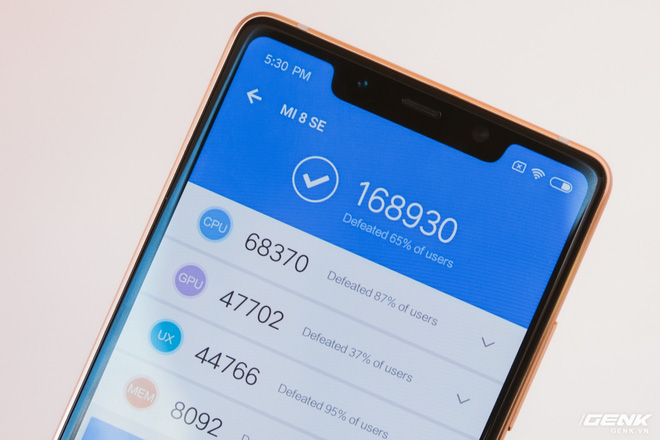 5:30 PM
MI 8 SE
168930
Defeated 65% of users
CPU
68370
Defeated 87% of users
GPU
47702
Defeated 37% of users
UX
44766
Defeated 95% of users
MEM
8092
GENK
GENK.VN